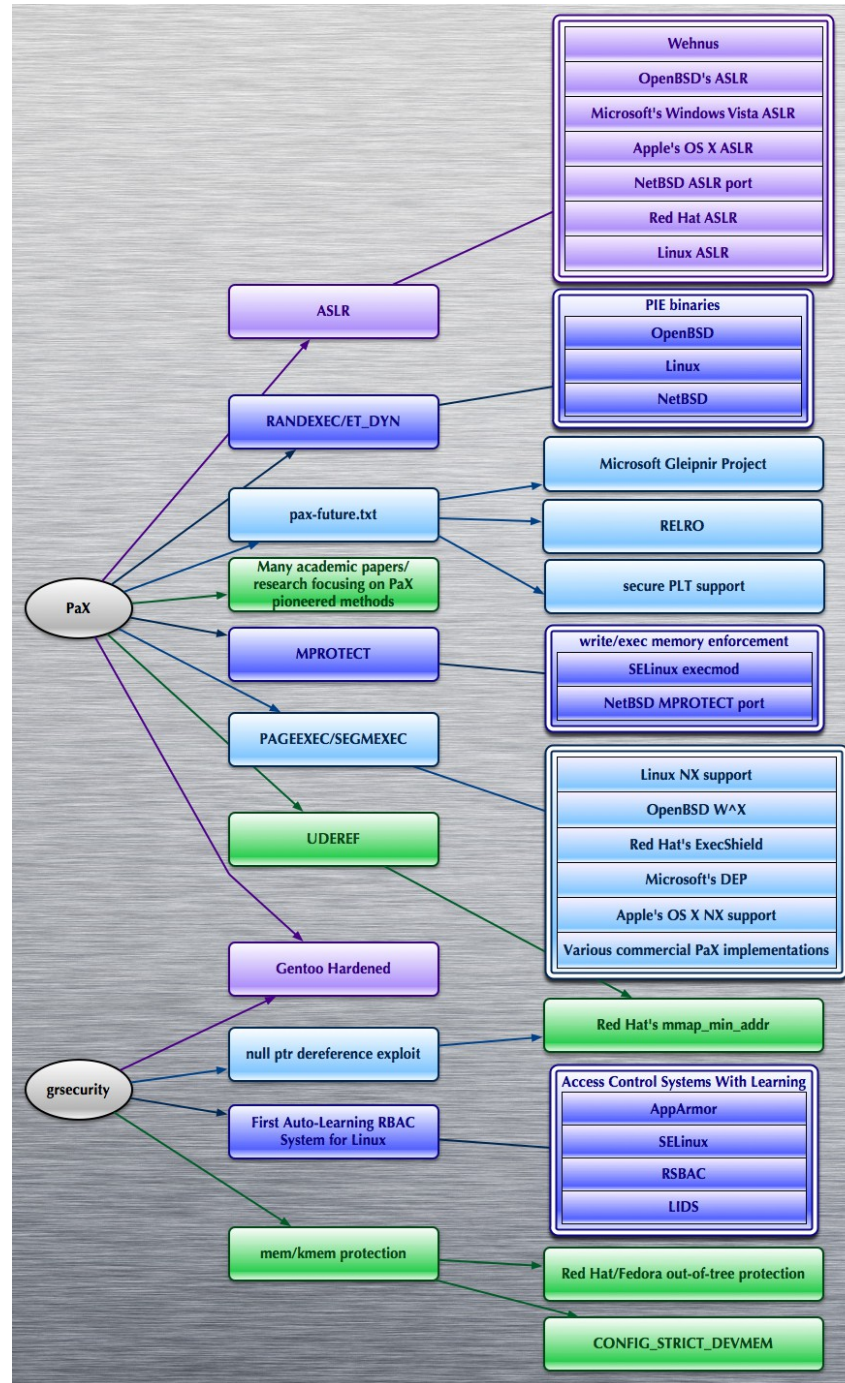 Wehnus
OpenBSD's ASLR
Microsoft's Windows Vista ASLR
Apple's OS X ASLR
NetBSD ASLR port
Red Hat ASLR
Linux ASLR
ASLR
PIE binaries
OpenBSD
Linux
NetBSD
RANDEXEC/ET_DYN
Microsoft Gleipnir Project
pax-future.txt
RELRO
secure PLT support
Many academic papers/
research focusing on PaX
pioneered methods
PaX
MPROTECT
write/exec memory enforcement
SELinux execmod
NetBSD MPROTECT port
PAGEEXEC/SEGMEXEC
Linux NX support
OpenBSD W^X
Red Hat's ExecShield
Microsoft's DEP
Apple's OS X NX support
Various commercial PaX implementations
UDEREF
Gentoo Hardened
Red Hat's mmap_min_addr
null ptr dereference exploit
grsecurity
First Auto-Learning RBAC
System for Linux
Access Control Systems With Learning
AppArmor
SELinux
RSBAC
LIDS
mem/kmem protection
Red Hat/Fedora out-of-tree protection
CONFIG_STRICT_DEVMEM